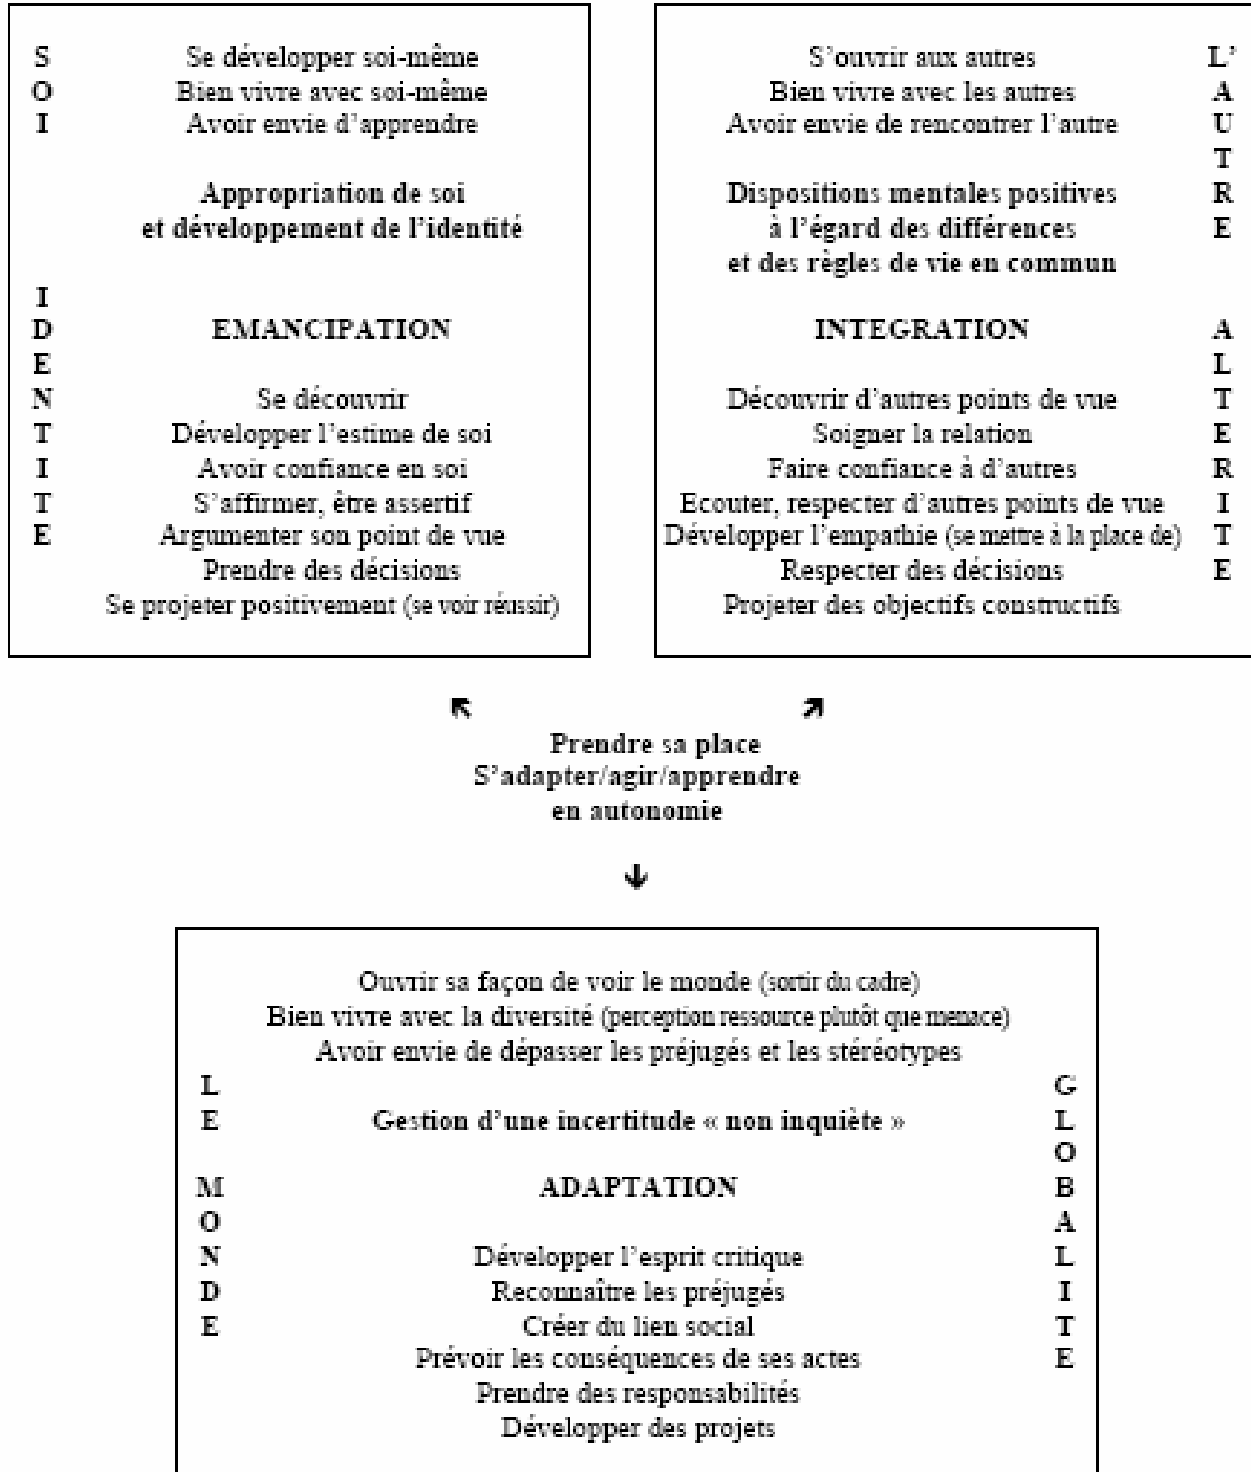 SOI
IDENTITE
Se développer soi-même
Bien vivre avec soi-même
Avoir envie d'apprendre
Appropriation de soi
et développement de l'identité
EMANCIPATION
Se découvrir
Développer l'estime de soi
Avoir confiance en soi
S'affirmer, être assertif
Argumenter son point de vue
Prendre des décisions
Se projeter positivement (se voir réussir)
L'AUTRE
ALTERITE
S'ouvrir aux autres
Bien vivre avec les autres
Avoir envie de rencontrer l'autre
Dispositions mentales positives
à l'égard des différences
et des règles de vie en commun
INTEGRATION
Découvrir d'autres points de vue
Soigner la relation
Faire confiance à d'autres
Ecouter, respecter d'autres points de vue
Développer l'empathie (se mettre à la place de)
Respecter des décisions
Projeter des objectifs constructifs
Prendre sa place
S'adapter/agir/apprendre
en autonomie
LE MONDE
GLOBALITE
Ouvrir sa façon de voir le monde (sortir du cadre)
Bien vivre avec la diversité (perception ressource plutôt que menace)
Avoir envie de dépasser les préjugés et les stéréotypes
Gestion d'une incertitude « non inquiète »
ADAPTATION
Développer l'esprit critique
Reconnaître les préjugés
Créer du lien social
Prévoir les conséquences de ses actes
Prendre des responsabilités
Développer des projets